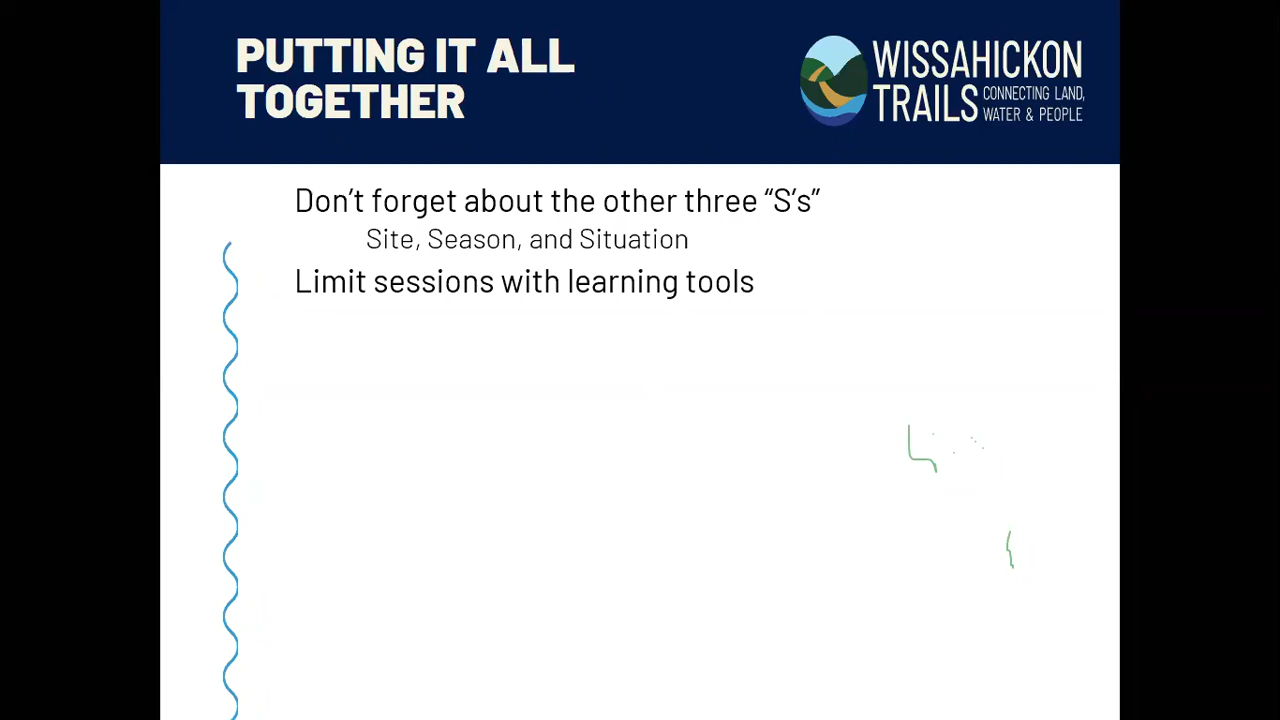 PUTTING IT ALL
TOGETHER
WISSAHICKON
TRAILS CONNECTING LAND,
WATER & PEOPLE
Don’t forget about the other three “S’s”
Site, Season, and Situation
Limit sessions with learning tools